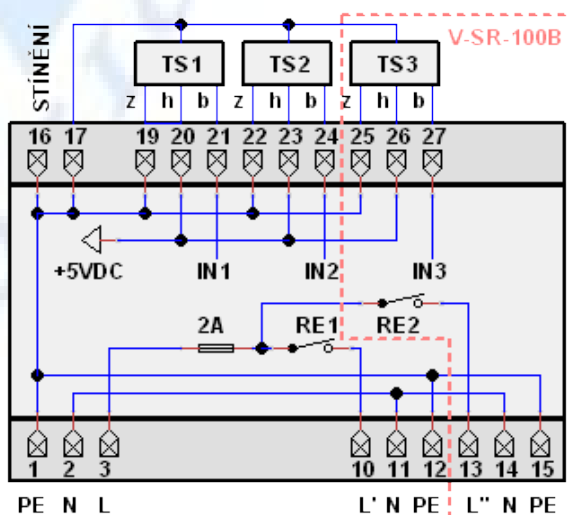 V-SR-100B
STÍNĚNÍ
TS1 TS2 TS3
z h b z h b z h b
16 17 19 20 21 22 23 24 25 26 27
+5VDC IN1 IN2 IN3
2A RE1 RE2
1 2 3 10 11 12 13 14 15
PE N L L' N PE L" N PE